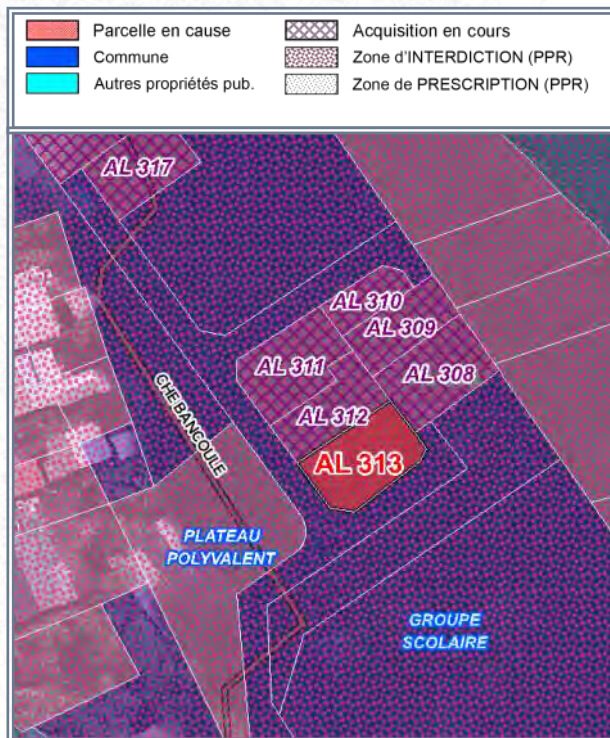 Parcelle en cause
Acquisition en cours
Commune
Zone d'INTERDICTION (PPR)
Autres propriétés pub.
Zone de PRESCRIPTION (PPR)
AL 317
AL 310
AL 309
AL 311
AL 308
AL 312
AL 313
CHE BANCOULE
PLATEAU
POLYVALENT
GROUPE
SCOLAIRE